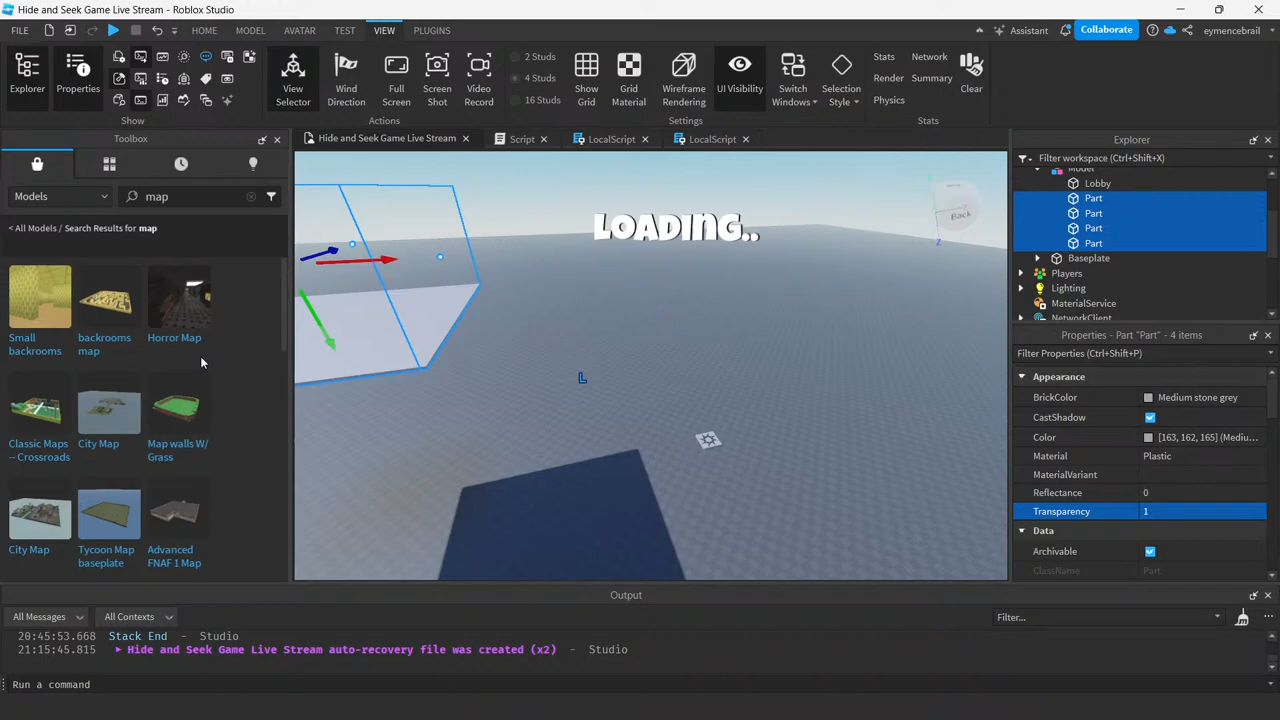 Hide and Seek Game Live Stream - Roblox Studio
FILE
HOME
MODEL
AVATAR
TEST
VIEW
PLUGINS
Assistant
Collaborate
eymencebrail
Explorer
Properties
Show
View
Selector
Wind
Direction
Full
Screen
Screen
Shot
Video
Record
Actions
2 Studs
4 Studs
16 Studs
Show
Grid
Grid
Material
Wireframe
Rendering
UI Visibility
Switch
Windows
Selection
Style
Settings
Stats
Network
Render
Summary
Physics
Clear
Stats
Toolbox
Models
map
< All Models / Search Results for map
Small
backrooms
backrooms
map
Horror Map
Classic Maps
-- Crossroads
City Map
Map walls W/
Grass
City Map
Tycoon Map
baseplate
Advanced
FNAF 1 Map
Hide and Seek Game Live Stream
Script
LocalScript
LocalScript
LOADING..
Back
Z
L
Explorer
Filter workspace (Ctrl+Shift+X)
Model
Lobby
Part
Part
Part
Part
Baseplate
Players
Lighting
MaterialService
NetworkClient
Properties - Part "Part" - 4 items
Filter Properties (Ctrl+Shift+P)
Appearance
BrickColor Medium stone grey
CastShadow
Color [163, 162, 165] (Mediu...
Material Plastic
MaterialVariant
Reflectance 0
Transparency 1
Data
Archivable
ClassName Part
Output
All Messages
All Contexts
Filter...
20:45:53.668 Stack End - Studio
21:15:45.815 Hide and Seek Game Live Stream auto-recovery file was created (x2) - Studio
Run a command